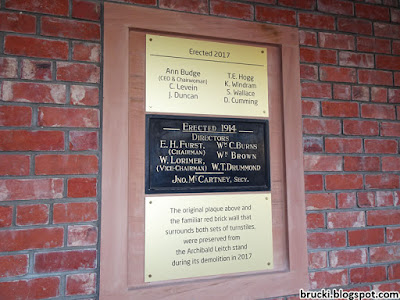 Erected 2017
Ann Budge
(CEO & Chairwoman)
C. Levein
J. Duncan
T.E. Hogg
K. Windram
S. Wallace
D. Cumming
ERECTED 1914
DIRECTORS
E.H. FURST,
(CHAIRMAN)
W. LORIMER,
(VICE-CHAIRMAN)
WM C. BURNS
WM BROWN
W.T. DRUMMOND
JNO. MCCARTNEY, SECY.
The original plaque above and
the familiar red brick wall that
surrounds both sets of turnstiles,
were preserved from
the Archibald Leitch stand
during its demolition in 2017
brucki.blogspot.com